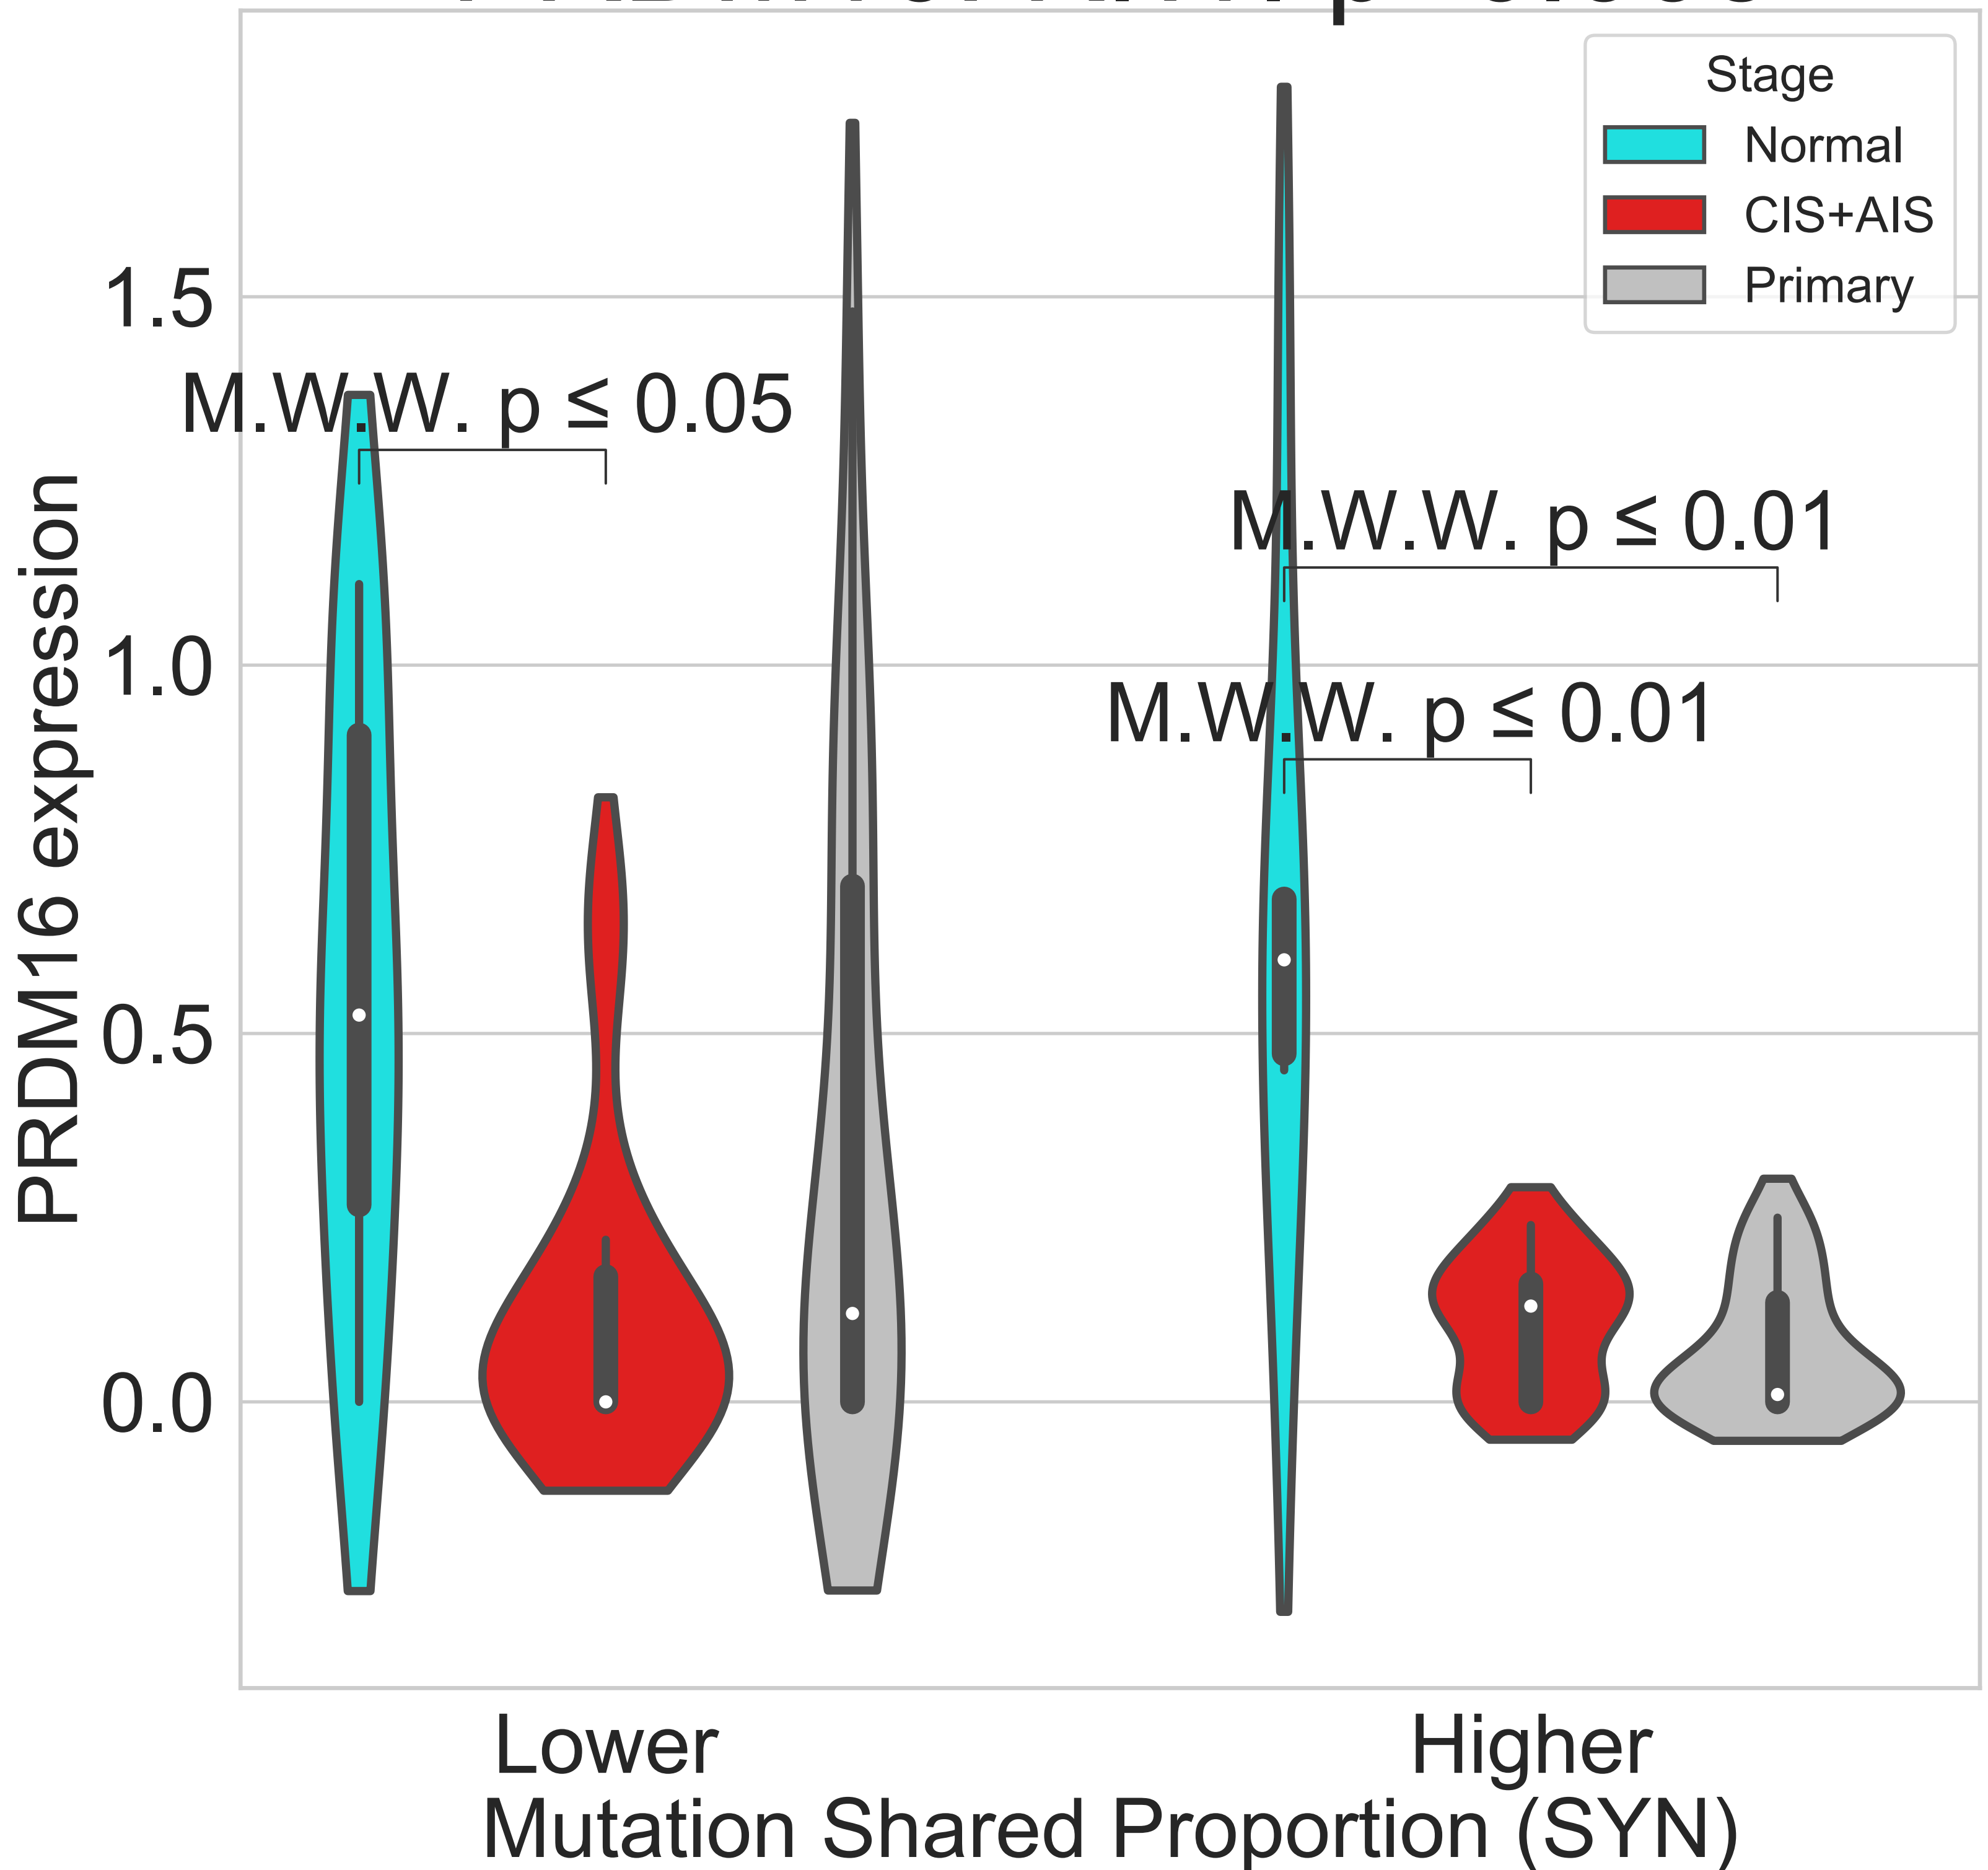 Stage
Normal
CIS+AIS
Primary
1.5
1.0
0.5
0.0
PRDM16 expression
M.W.W. p ≤ 0.05
M.W.W. p ≤ 0.01
M.W.W. p ≤ 0.01
Lower
Higher
Mutation Shared Proportion (SYN)